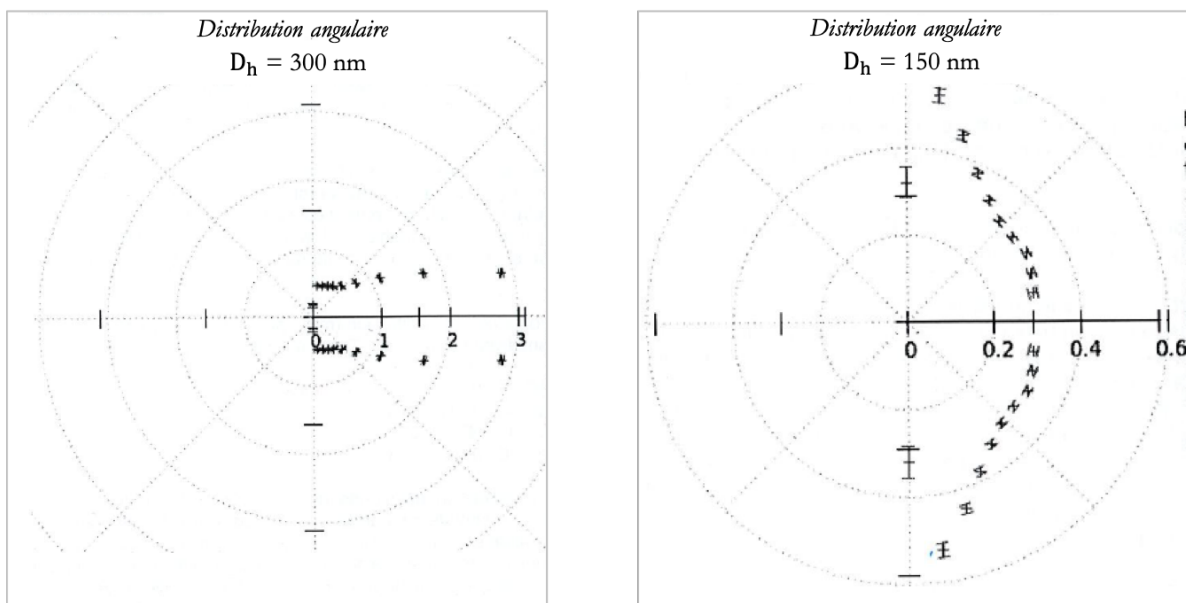 Distribution angulaire
D_h = 300 nm
0 1 2 3
Distribution angulaire
D_h = 150 nm
0 0.2 0.4 0.6